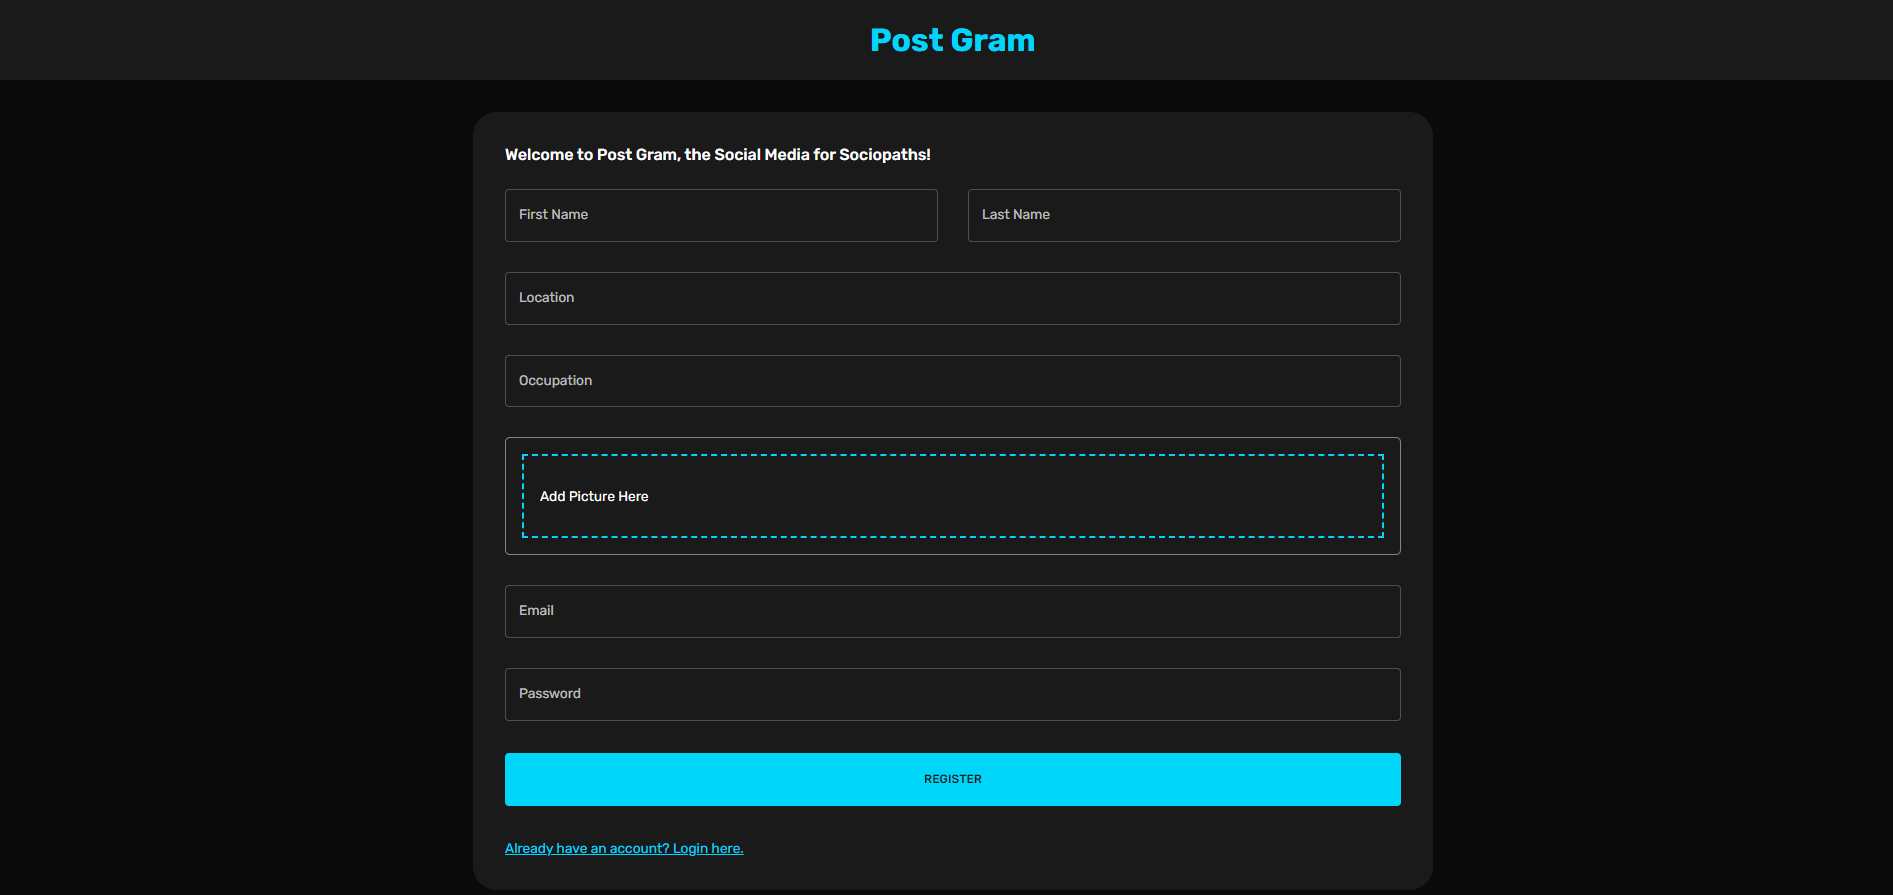 Post Gram
Welcome to Post Gram, the Social Media for Sociopaths!
First Name
Last Name
Location
Occupation
Add Picture Here
Email
Password
REGISTER
Already have an account? Login here.